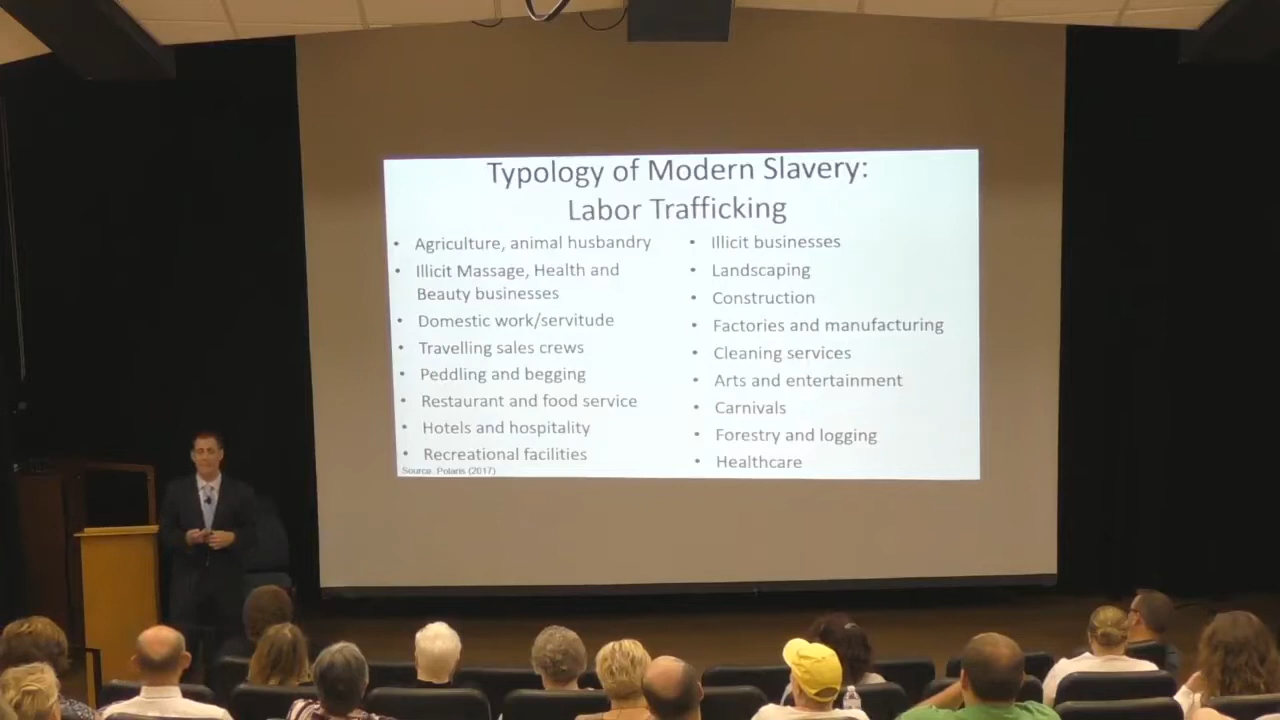 Typology of Modern Slavery:
Labor Trafficking
• Agriculture, animal husbandry
• Illicit Massage, Health and
Beauty businesses
• Domestic work/servitude
• Travelling sales crews
• Peddling and begging
• Restaurant and food service
• Hotels and hospitality
• Recreational facilities
Source. Polaris (2017)
• Illicit businesses
• Landscaping
• Construction
• Factories and manufacturing
• Cleaning services
• Arts and entertainment
• Carnivals
• Forestry and logging
• Healthcare